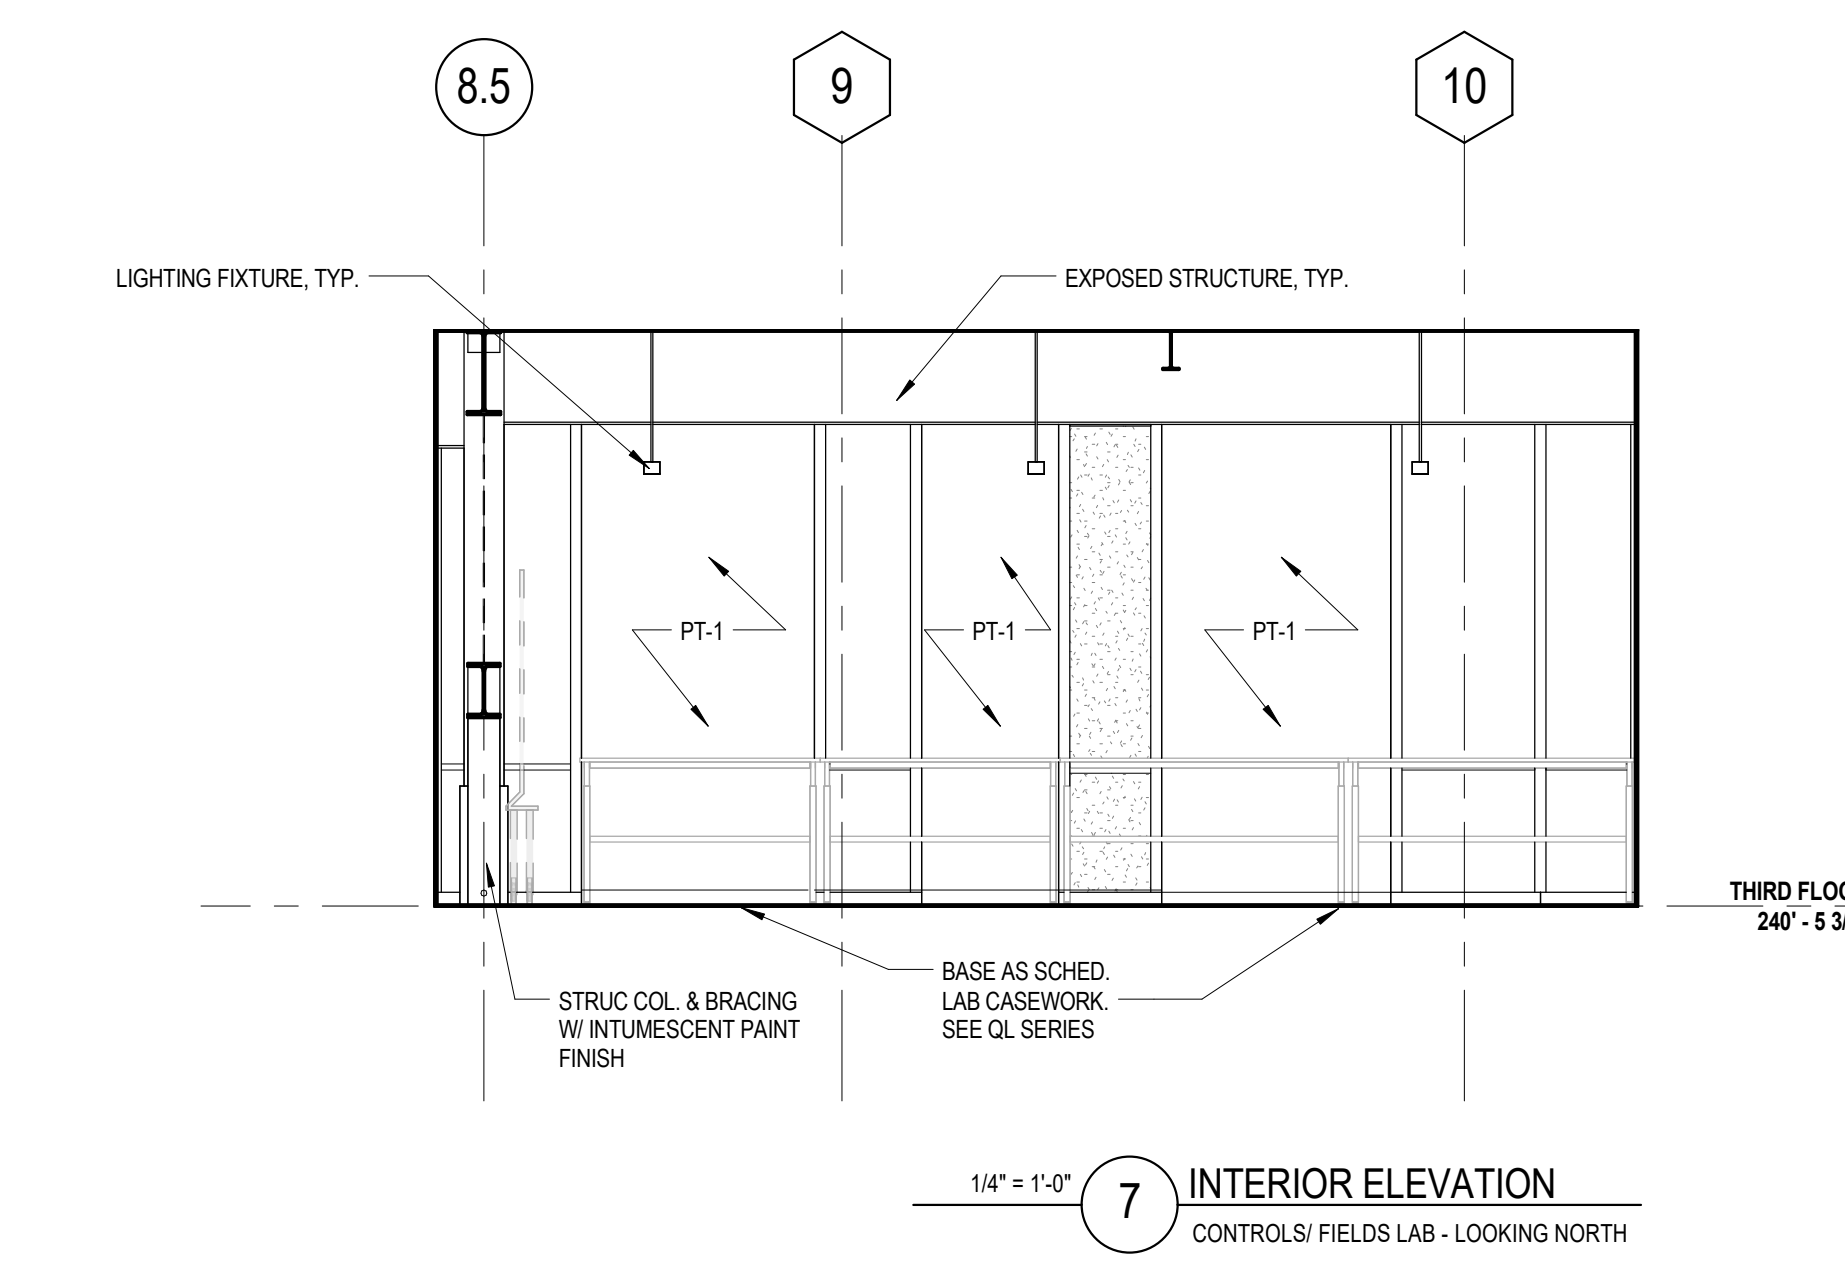 8.5
9
10
LIGHTING FIXTURE, TYP.
EXPOSED STRUCTURE, TYP.
PT-1
PT-1
PT-1
THIRD
240' - 5
BASE AS SCHED.
LAB CASEWORK.
SEE QL SERIES
STRUC COL. & BRACING
W/ INTUMESCENT PAINT
FINISH
1/4" = 1'-0"
7
INTERIOR ELEVATION
CONTROLS/ FIELDS LAB - LOOKING NORTH